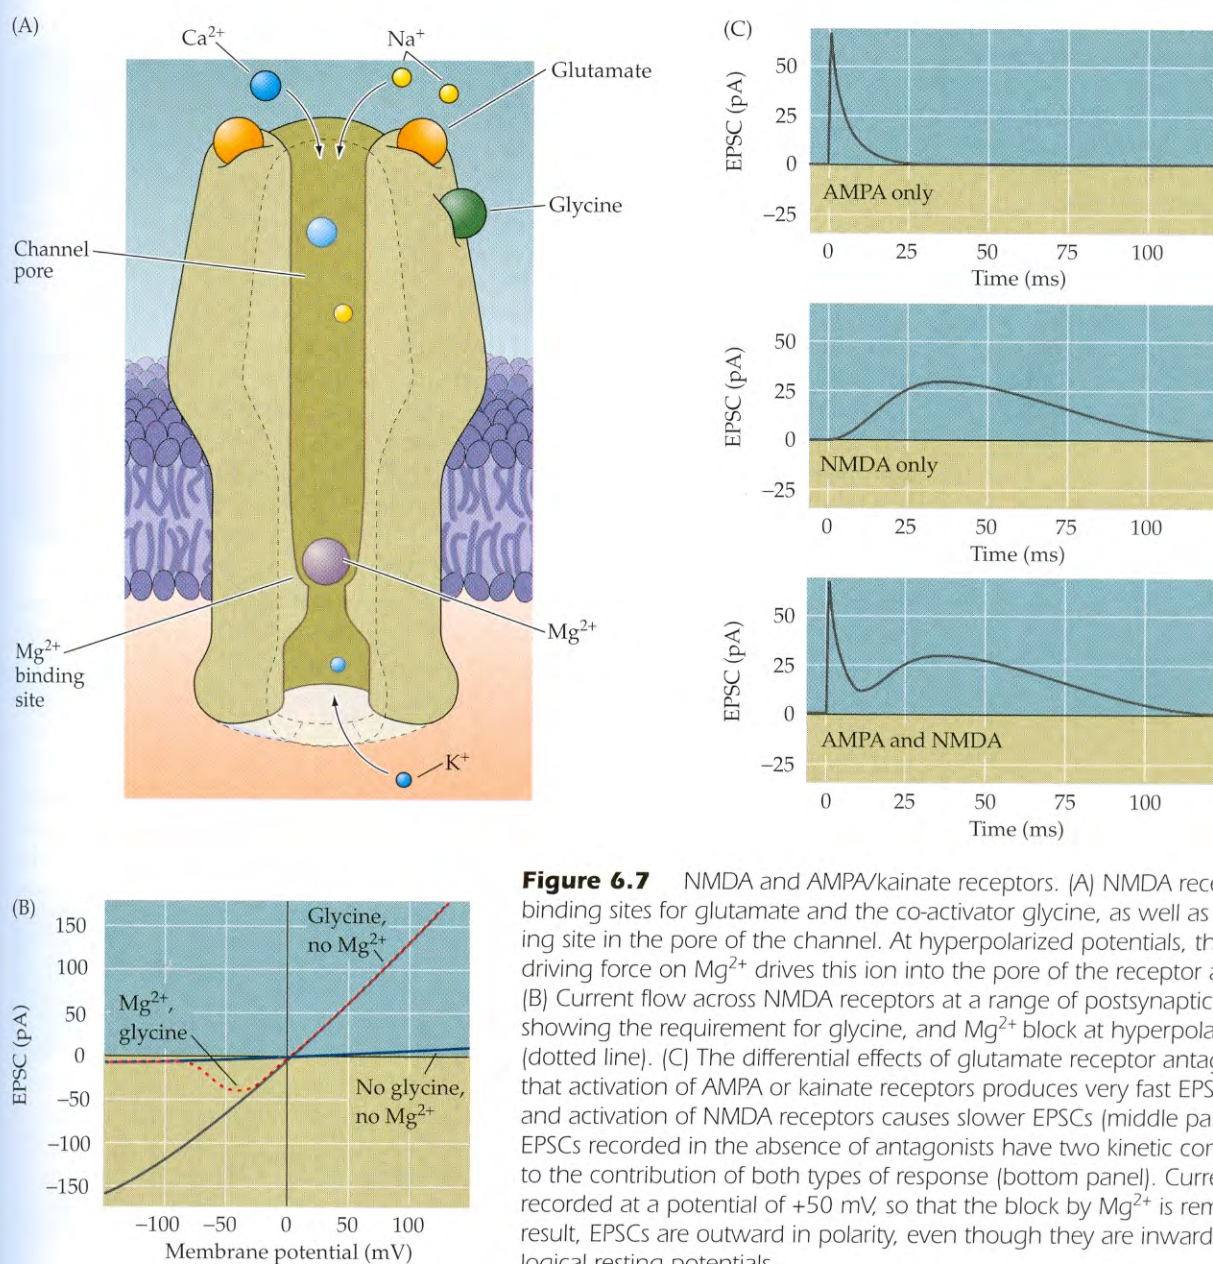 (A)
Ca²⁺
Na⁺
Glutamate
Glycine
Channel
pore
Mg²⁺
binding
site
Mg²⁺
K⁺
(C)
EPSC (pA)
50
25
0
−25
AMPA only
0 25 50 75 100
Time (ms)
EPSC (pA)
50
25
0
−25
NMDA only
0 25 50 75 100
Time (ms)
EPSC (pA)
50
25
0
−25
AMPA and NMDA
0 25 50 75 100
Time (ms)
(B)
EPSC (pA)
150
100
50
0
−50
−100
−150
Glycine,
no Mg²⁺
Mg²⁺,
glycine
No glycine,
no Mg²⁺
−100 −50 0 50 100
Membrane potential (mV)
Figure 6.7 NMDA and AMPA/kainate receptors. (A) NMDA rece
binding sites for glutamate and the co-activator glycine, as well as
ing site in the pore of the channel. At hyperpolarized potentials, th
driving force on Mg²⁺ drives this ion into the pore of the receptor a
(B) Current flow across NMDA receptors at a range of postsynaptic
showing the requirement for glycine, and Mg²⁺ block at hyperpola
(dotted line). (C) The differential effects of glutamate receptor antag
that activation of AMPA or kainate receptors produces very fast EPS
and activation of NMDA receptors causes slower EPSCs (middle pa
EPSCs recorded in the absence of antagonists have two kinetic con
to the contribution of both types of response (bottom panel). Curre
recorded at a potential of +50 mV, so that the block by Mg²⁺ is rem
result, EPSCs are outward in polarity, even though they are inward
logical resting potentials.